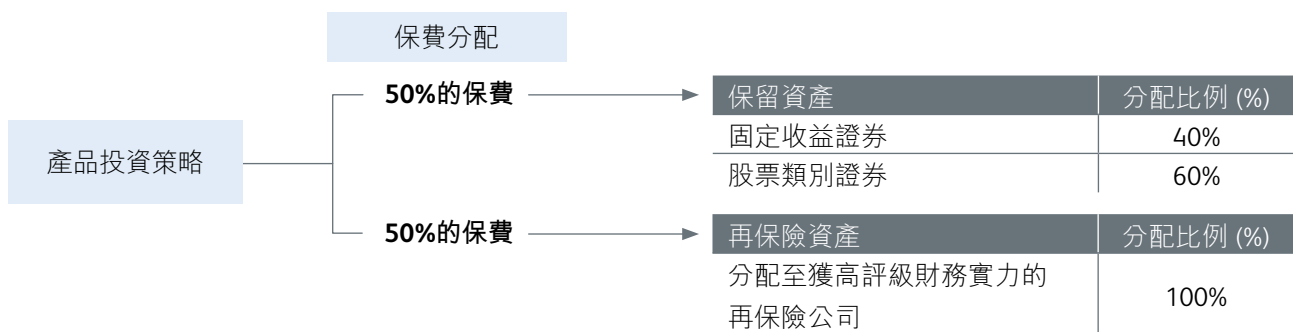 保費分配
產品投資策略
50%的保費
保留資產 分配比例 (%)
固定收益證券 40%
股票類別證券 60%
50%的保費
再保險資產 分配比例 (%)
分配至獲高評級財務實力的
再保險公司 100%